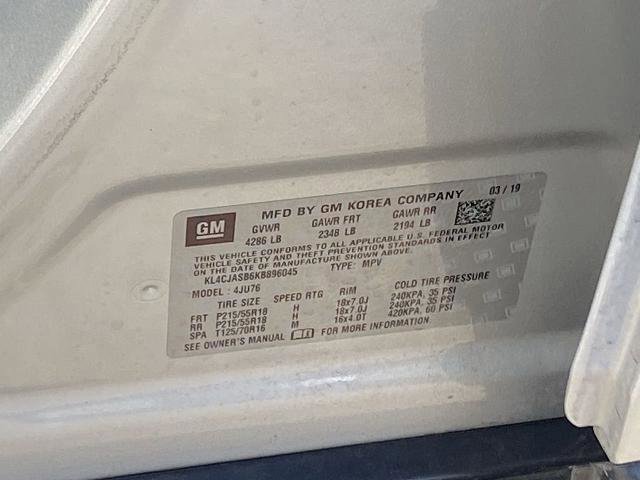 GM
MFD BY GM KOREA COMPANY 03/19
GVWR GAWR FRT GAWR RR
4286 LB 2348 LB 2194 LB
THIS VEHICLE CONFORMS TO ALL APPLICABLE U.S. FEDERAL MOTOR
VEHICLE SAFETY AND THEFT PREVENTION STANDARDS IN EFFECT
ON THE DATE OF MANUFACTURE SHOWN ABOVE.
KL4CJASB6KB896045 TYPE: MPV
MODEL: 4JU76
TIRE SIZE SPEED RTG RIM COLD TIRE PRESSURE
FRT P215/55R18 H 18x7.0J 240KPA, 35 PSI
RR P215/55R18 H 18x7.0J 240KPA, 35 PSI
SPA T125/70R16 M 16x4.0T 420KPA, 60 PSI
SEE OWNER'S MANUAL FOR MORE INFORMATION.